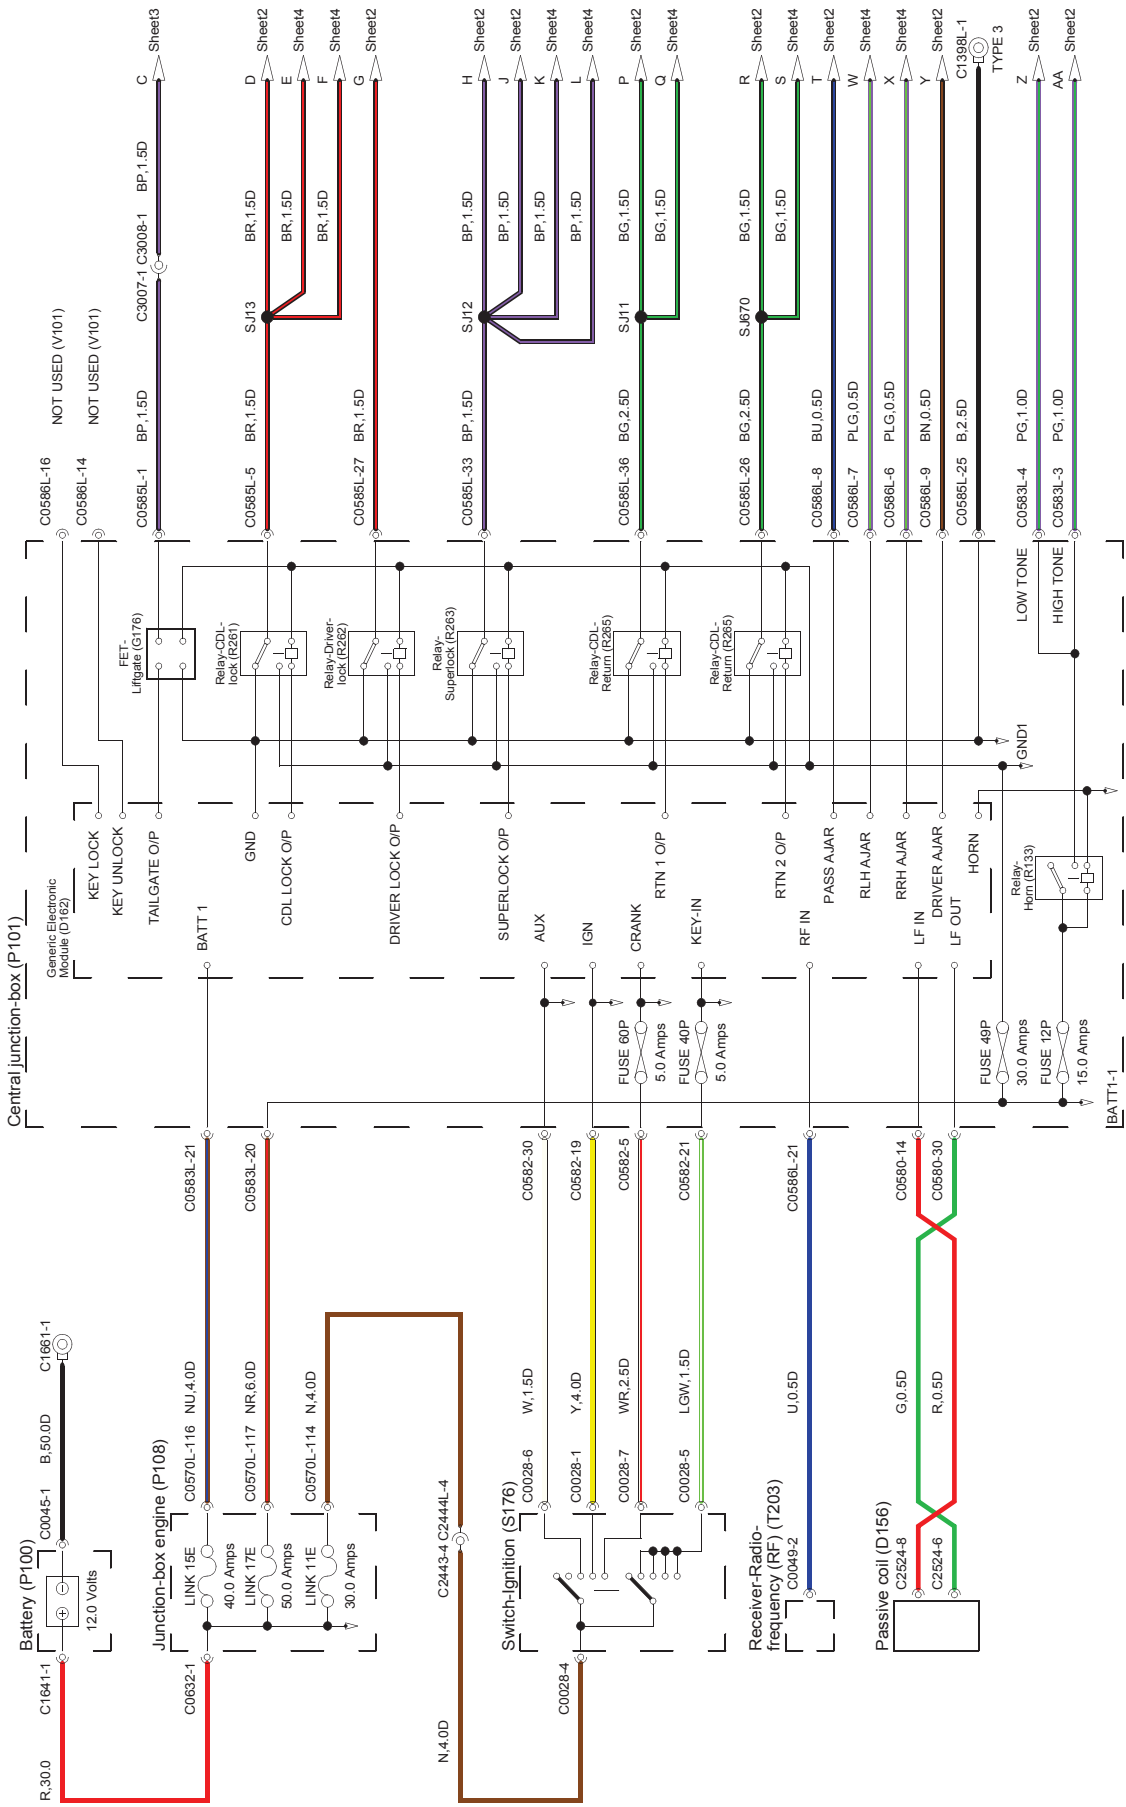 Battery (P100)
12.0 Volts
C1641-1
C0045-1
B,50.0D
C1661-1
R,30.0
Junction-box engine (P108)
C0632-1
LINK 15E
40.0 Amps
LINK 17E
50.0 Amps
LINK 11E
30.0 Amps
C0570L-116
NU,4.0D
C0583L-21
C0570L-117
NR,6.0D
C0583L-20
C0570L-114
N,4.0D
N,4.0D
C2443-4
C2444L-4
Switch-Ignition (S176)
C0028-4
C0028-6
W,1.5D
C0582-30
C0028-1
Y,4.0D
C0582-19
C0028-7
WR,2.5D
C0582-5
C0028-5
LGW,1.5D
C0582-21
Receiver-Radio-
frequency (RF) (T203)
C0049-2
U,0.5D
C0586L-21
Passive coil (D156)
C2524-8
G,0.5D
C0580-14
C2524-6
R,0.5D
C0580-30
Central junction-box (P101)
Generic Electronic
Module (D162)
BATT 1
AUX
IGN
CRANK
KEY-IN
RF IN
LF IN
LF OUT
FUSE 60P
5.0 Amps
FUSE 40P
5.0 Amps
FUSE 49P
30.0 Amps
FUSE 12P
15.0 Amps
BATT1-1
KEY LOCK
KEY UNLOCK
TAILGATE O/P
GND
CDL LOCK O/P
DRIVER LOCK O/P
SUPERLOCK O/P
RTN 1 O/P
RTN 2 O/P
PASS AJAR
RLH AJAR
RRH AJAR
DRIVER AJAR
HORN
GND1
FET-
Liftgate (G176)
Relay-CDL-
lock (R261)
Relay-Driver-
lock (R262)
Relay-
Superlock (R263)
Relay-CDL-
Return (R265)
Relay-CDL-
Return (R265)
Relay-
Horn (R133)
LOW TONE
HIGH TONE
C0586L-16
NOT USED (V101)
C0586L-14
NOT USED (V101)
C0585L-1
BP,1.5D
C3007-1
C3008-1
BP,1.5D
C
Sheet3
C0585L-5
BR,1.5D
SJ13
BR,1.5D
D
Sheet2
BR,1.5D
E
Sheet4
BR,1.5D
F
Sheet4
C0585L-27
BR,1.5D
G
Sheet2
C0585L-33
BP,1.5D
SJ12
BP,1.5D
H
Sheet2
BP,1.5D
J
Sheet2
BP,1.5D
K
Sheet4
BP,1.5D
L
Sheet4
C0585L-36
BG,2.5D
SJ11
BG,1.5D
P
Sheet2
BG,1.5D
Q
Sheet4
C0585L-26
BG,2.5D
SJ670
BG,1.5D
R
Sheet2
BG,1.5D
S
Sheet4
C0586L-8
BU,0.5D
T
Sheet2
C0586L-7
PLG,0.5D
W
Sheet4
C0586L-6
PLG,0.5D
X
Sheet4
C0586L-9
BN,0.5D
Y
Sheet2
C0585L-25
B,2.5D
C1398L-1
TYPE 3
C0583L-4
PG,1.0D
Z
Sheet2
C0583L-3
PG,1.0D
AA
Sheet2